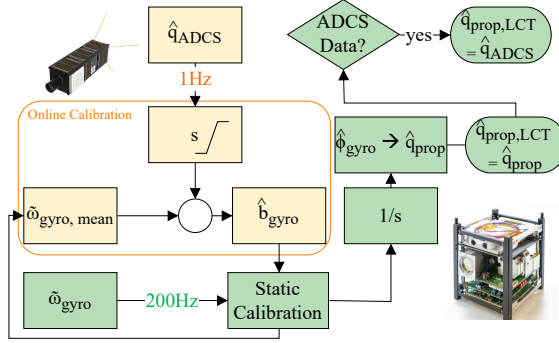 q̂ADCS
1Hz
Online Calibration
s
ω̃gyro, mean
b̂gyro
ω̃gyro
200Hz
Static
Calibration
1/s
ϕ̂gyro → q̂prop
ADCS
Data?
yes
q̂prop,LCT
= q̂ADCS
q̂prop,LCT
= q̂prop